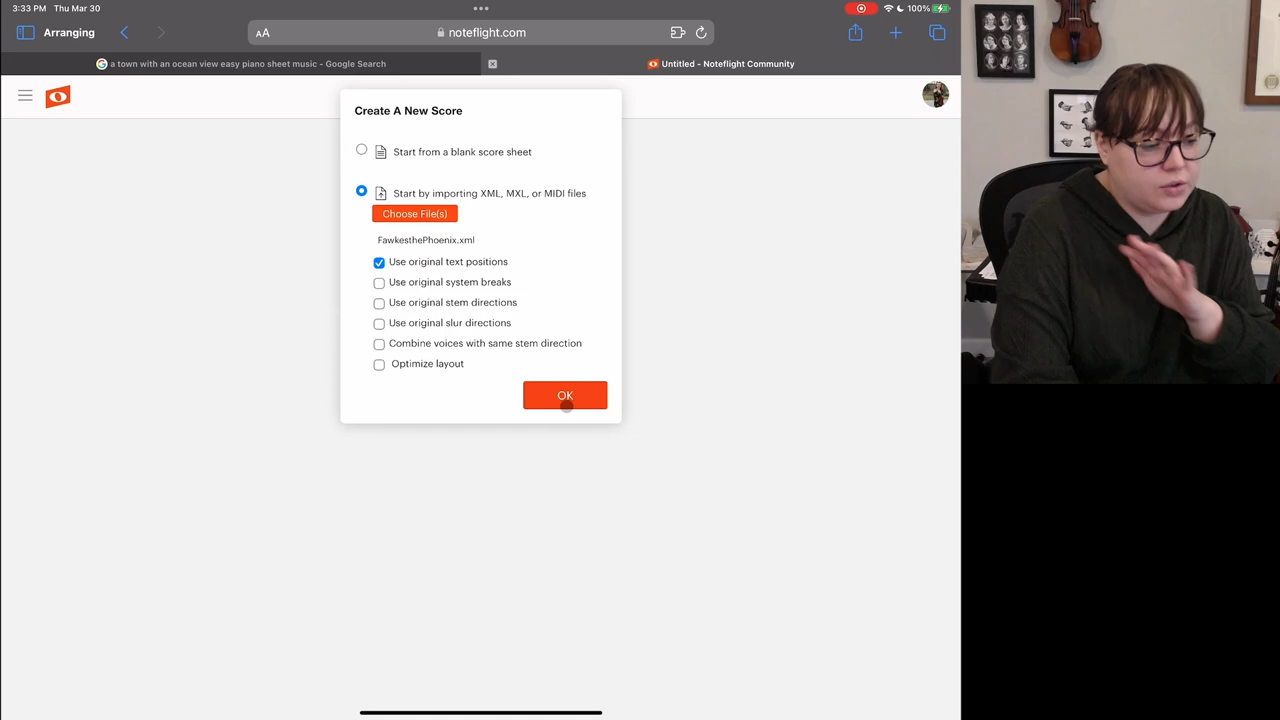 3:33 PM Thu Mar 30
100%
Arranging
AA
noteflight.com
a town with an ocean view easy piano sheet music - Google Search
Untitled - Noteflight Community
Create A New Score
Start from a blank score sheet
Start by importing XML, MXL, or MIDI files
Choose File(s)
FawkesthePhoenix.xml
Use original text positions
Use original system breaks
Use original stem directions
Use original slur directions
Combine voices with same stem direction
Optimize layout
OK